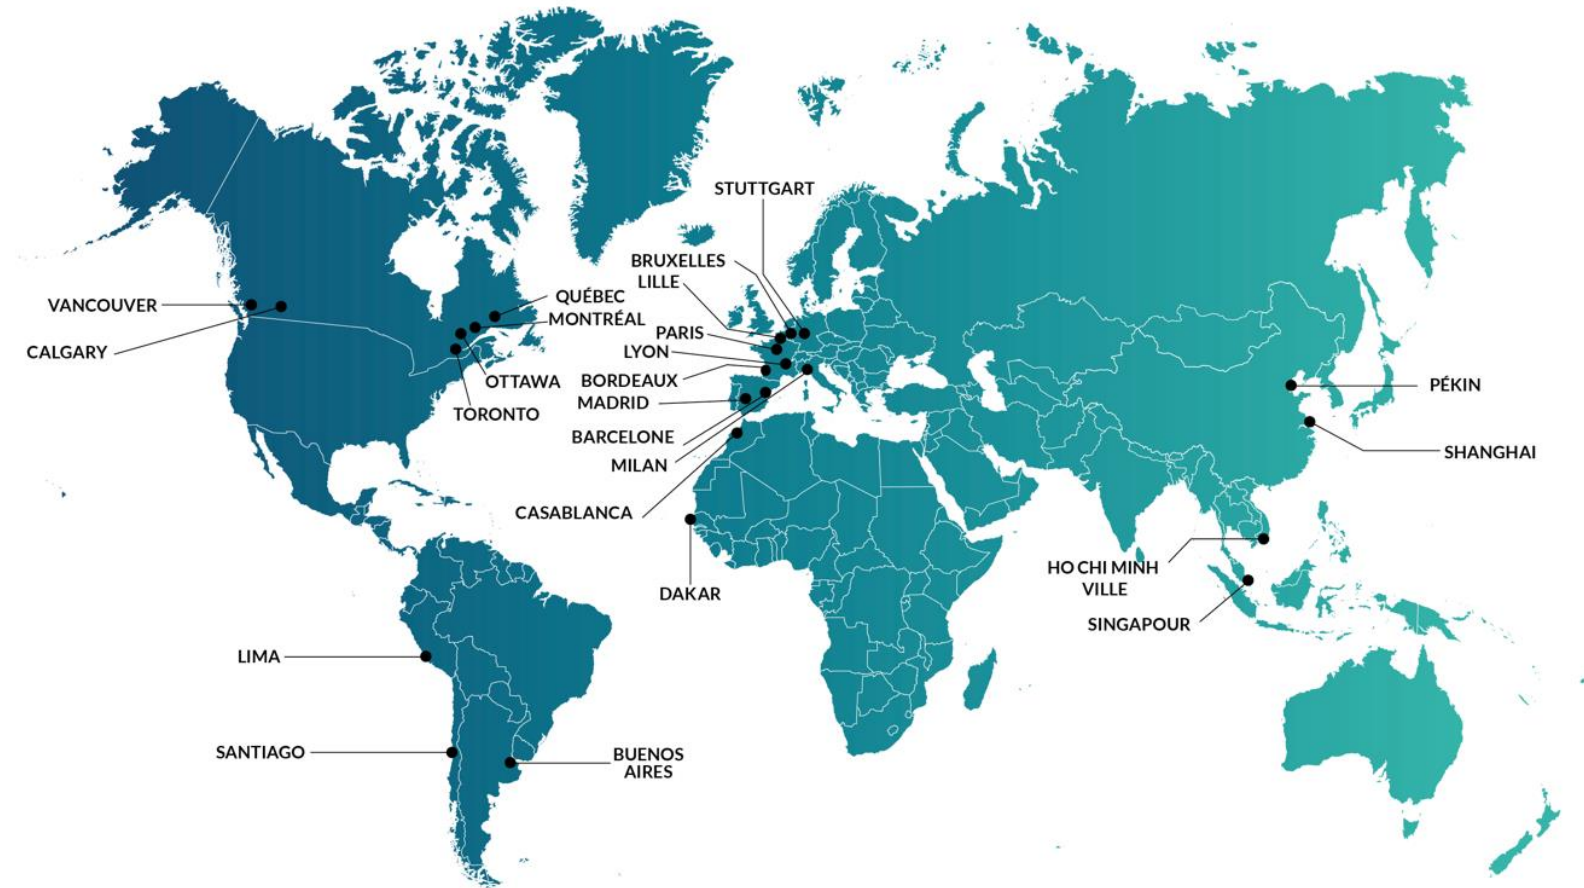 STUTTGART
BRUXELLES
LILLE
QUÉBEC
VANCOUVER
MONTRÉAL
PARIS
LYON
CALGARY
OTTAWA
BORDEAUX
PÉKIN
MADRID
TORONTO
BARCELONE
SHANGHAI
MILAN
CASABLANCA
HO CHI MINH
VILLE
DAKAR
SINGAPOUR
LIMA
SANTIAGO
BUENOS
AIRES